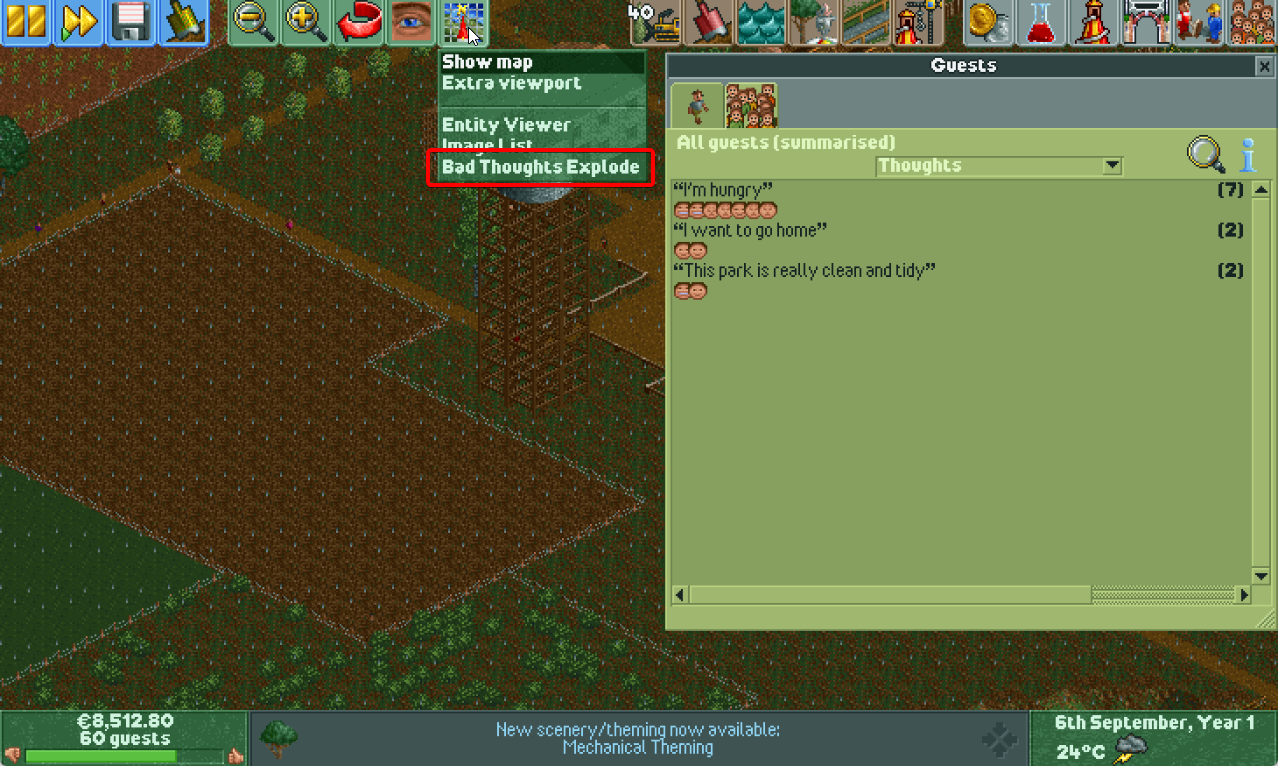 40
Show map
Extra viewport
Entity Viewer
Image List
Bad Thoughts Explode
Guests
All guests (summarised)
Thoughts
“I'm hungry” (7)
“I want to go home” (2)
“This park is really clean and tidy” (2)
€8,512.80
60 guests
New scenery/theming now available:
Mechanical Theming
6th September, Year 1
24°C